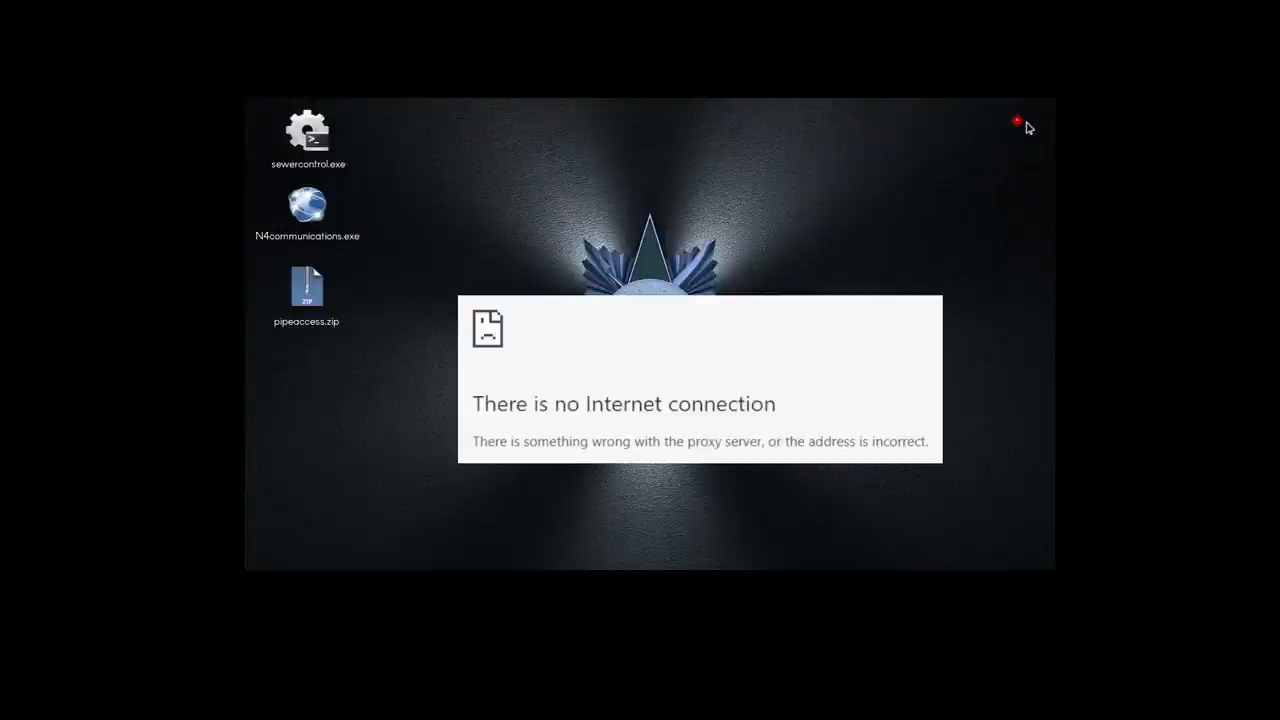 sewercontrol.exe
N4communications.exe
ZIP
pipeaccess.zip
There is no Internet connection
There is something wrong with the proxy server, or the address is incorrect.